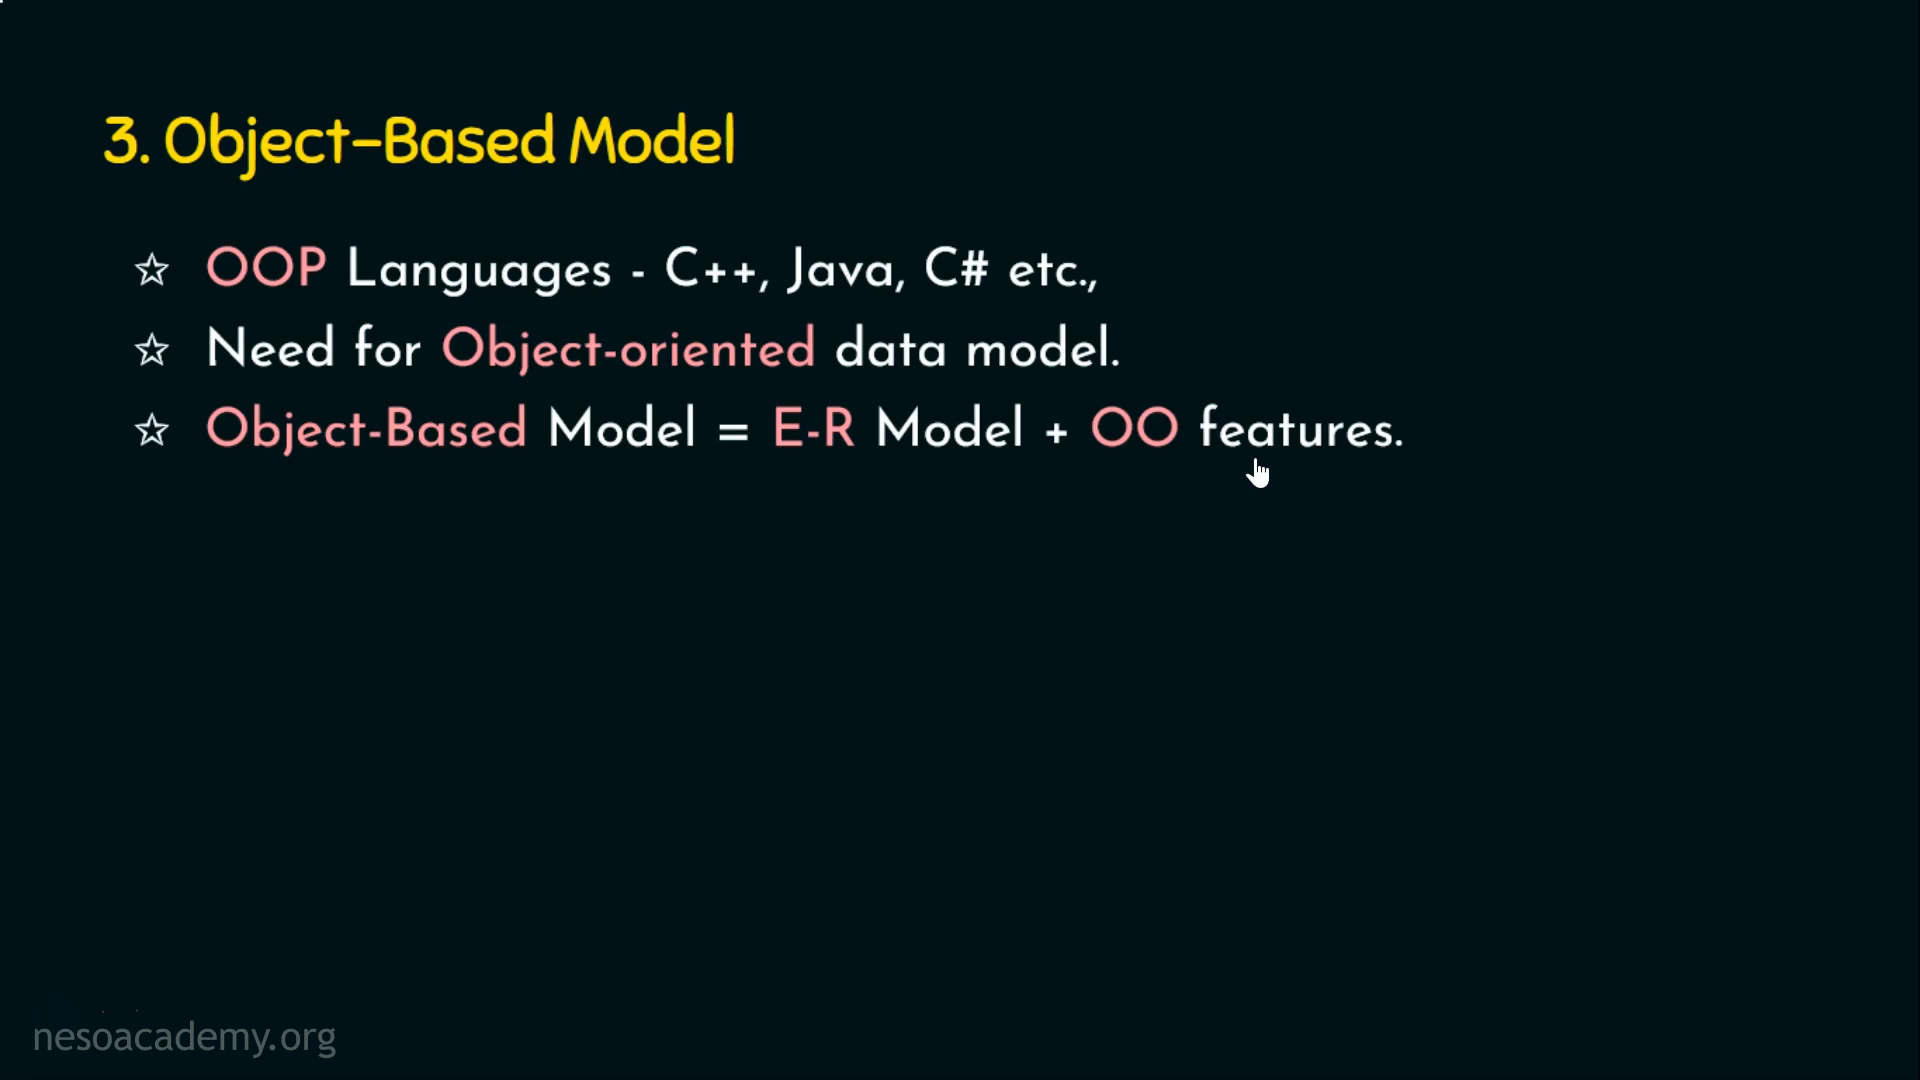 3. Object-Based Model
☆ OOP Languages - C++, Java, C# etc.,
☆ Need for Object-oriented data model.
☆ Object-Based Model = E-R Model + OO features.
nesoacademy.org